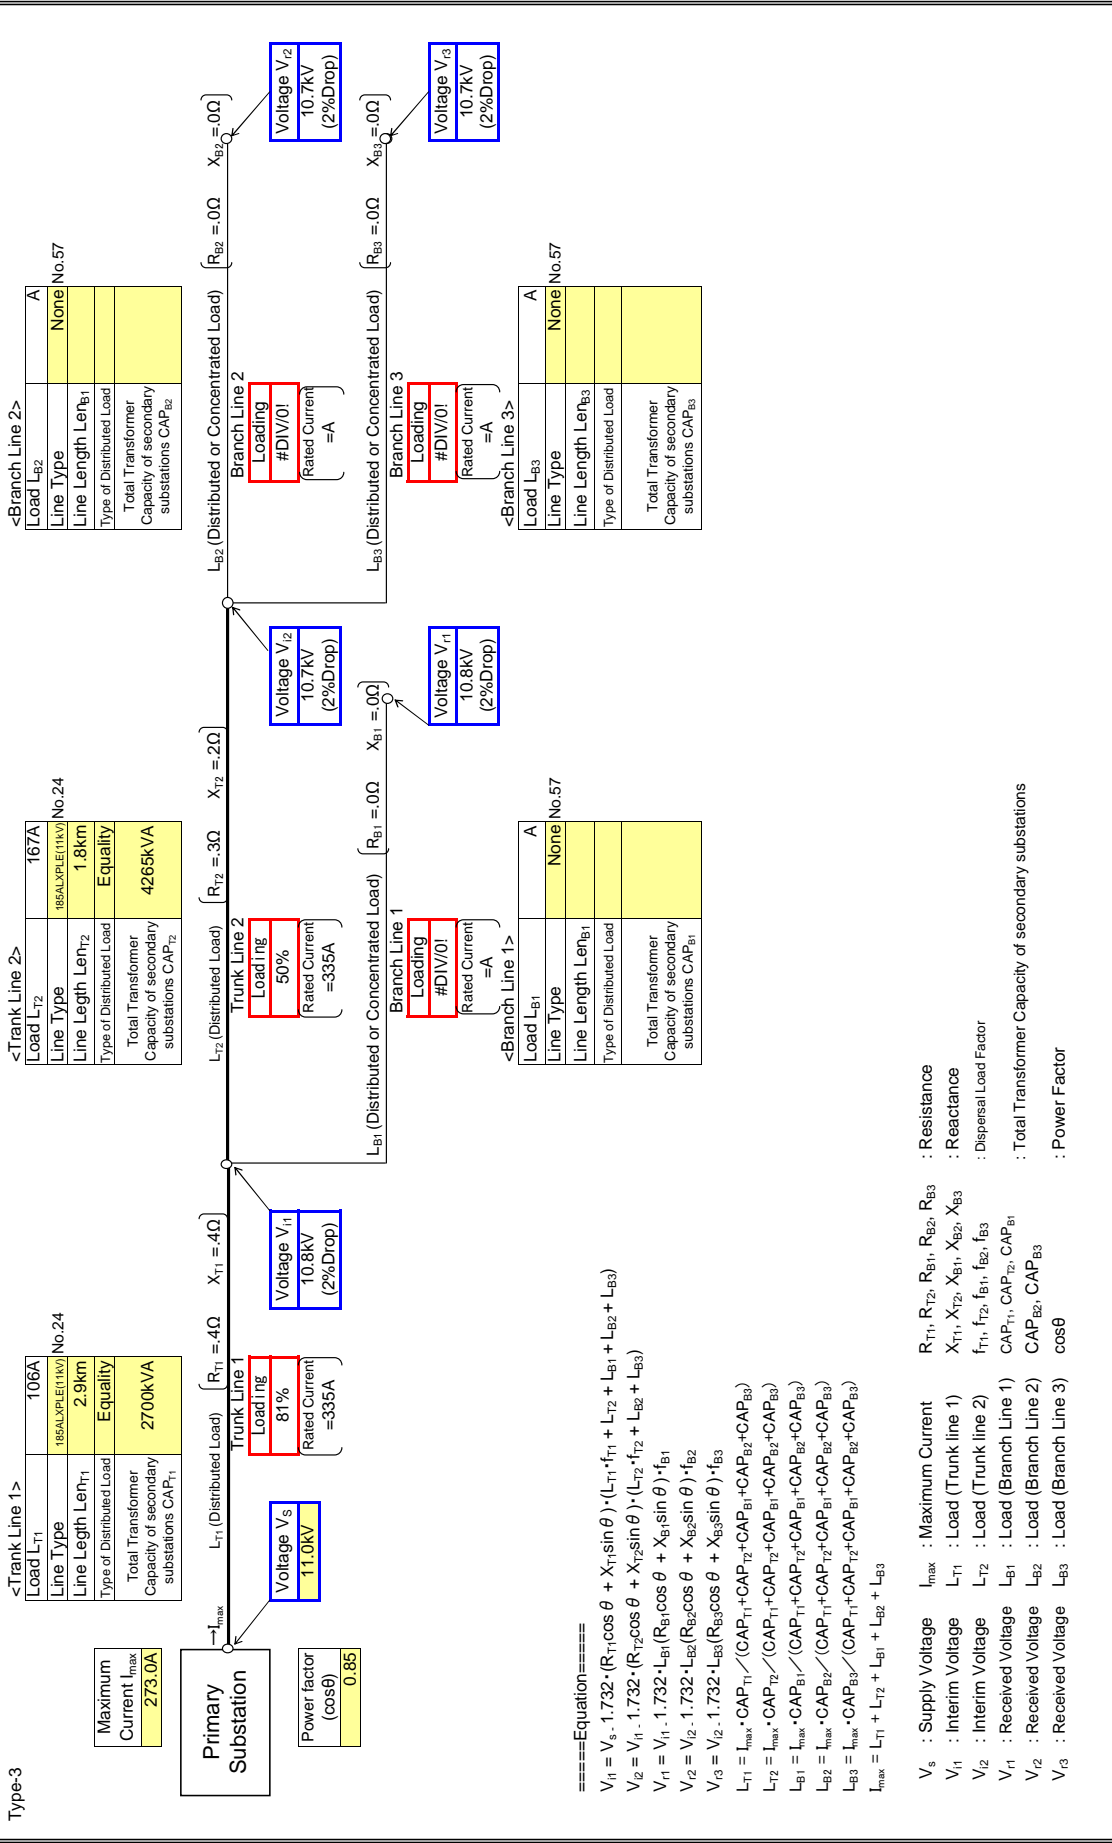 Type-3
Maximum
Current Imax
273.0A
Primary
Substation
Power factor
(cosθ)
0.85
→Imax
Voltage VS
11.0kV
<Trank Line 1>
Load LT1 106A
Line Type 185ALXPLE(11kV) No.24
Line Legth LenT1 2.9km
Type of Distributed Load Equality
Total Transformer
Capacity of secondary
substations CAPT1
2700kVA
LT1 (Distributed Load)
RT1 =.4Ω XT1 =.4Ω
Trunk Line 1
Loading
81%
Rated Current
=335A
Voltage Vi1
10.8kV
(2%Drop)
<Trank Line 2>
Load LT2 167A
Line Type 185ALXPLE(11kV) No.24
Line Length LenT2 1.8km
Type of Distributed Load Equality
Total Transformer
Capacity of secondary
substations CAPT2
4265kVA
LT2 (Distributed Load)
RT2 =.3Ω XT2 =.2Ω
Trunk Line 2
Loading
50%
Rated Current
=335A
Voltage Vi2
10.7kV
(2%Drop)
LB1 (Distributed or Concentrated Load)
RB1 =.0Ω XB1 =.0Ω
Branch Line 1
Loading
#DIV/0!
Rated Current
=A
Voltage Vr1
10.8kV
(2%Drop)
<Branch Line 1>
Load LB1 A
Line Type None No.57
Line Length LenB1
Type of Distributed Load
Total Transformer
Capacity of secondary
substations CAPB1
<Branch Line 2>
Load LB2 A
Line Type None No.57
Line Length LenB1
Type of Distributed Load
Total Transformer
Capacity of secondary
substations CAPB2
LB2 (Distributed or Concentrated Load)
RB2 =.0Ω XB2 =.0Ω
Branch Line 2
Loading
#DIV/0!
Rated Current
=A
Voltage Vr2
10.7kV
(2%Drop)
LB3 (Distributed or Concentrated Load)
RB3 =.0Ω XB3 =.0Ω
Branch Line 3
Loading
#DIV/0!
Rated Current
=A
Voltage Vr3
10.7kV
(2%Drop)
<Branch Line 3>
Load LB3 A
Line Type None No.57
Line Length LenB3
Type of Distributed Load
Total Transformer
Capacity of secondary
substations CAPB3
=====Equation=====
Vi1 = Vs - 1.732・(RT1cos θ + XT1sin θ)・(LT1・fT1 + LT2 + LB1 + LB2 + LB3)
Vi2 = Vi1 - 1.732・(RT2cos θ + XT2sin θ)・(LT2・fT2 + LB2 + LB3)
Vr1 = Vi1 - 1.732・LB1(RB1cos θ + XB1sin θ)・fB1
Vr2 = Vi2 - 1.732・LB2(RB2cos θ + XB2sin θ)・fB2
Vr3 = Vi2 - 1.732・LB3(RB3cos θ + XB3sin θ)・fB3
LT1 = Imax・CAPT1／(CAPT1+CAPT2+CAPB1+CAPB2+CAPB3)
LT2 = Imax・CAPT2／(CAPT1+CAPT2+CAPB1+CAPB2+CAPB3)
LB1 = Imax・CAPB1／(CAPT1+CAPT2+CAPB1+CAPB2+CAPB3)
LB2 = Imax・CAPB2／(CAPT1+CAPT2+CAPB1+CAPB2+CAPB3)
LB3 = Imax・CAPB3／(CAPT1+CAPT2+CAPB1+CAPB2+CAPB3)
Imax = LT1 + LT2 + LB1 + LB2 + LB3
Vs : Supply Voltage Imax : Maximum Current RT1, RT2, RB1, RB2, RB3 : Resistance
Vi1 : Interim Voltage LT1 : Load (Trunk line 1) XT1, XT2, XB1, XB2, XB3 : Reactance
Vi2 : Interim Voltage LT2 : Load (Trunk line 2) fT1, fT2, fB1, fB2, fB3 : Dispersal Load Factor
Vr1 : Received Voltage LB1 : Load (Branch Line 1) CAPT1, CAPT2, CAPB1
Vr2 : Received Voltage LB2 : Load (Branch Line 2) CAPB2, CAPB3 : Total Transformer Capacity of secondary substations
Vr3 : Received Voltage LB3 : Load (Branch Line 3) cosθ : Power Factor